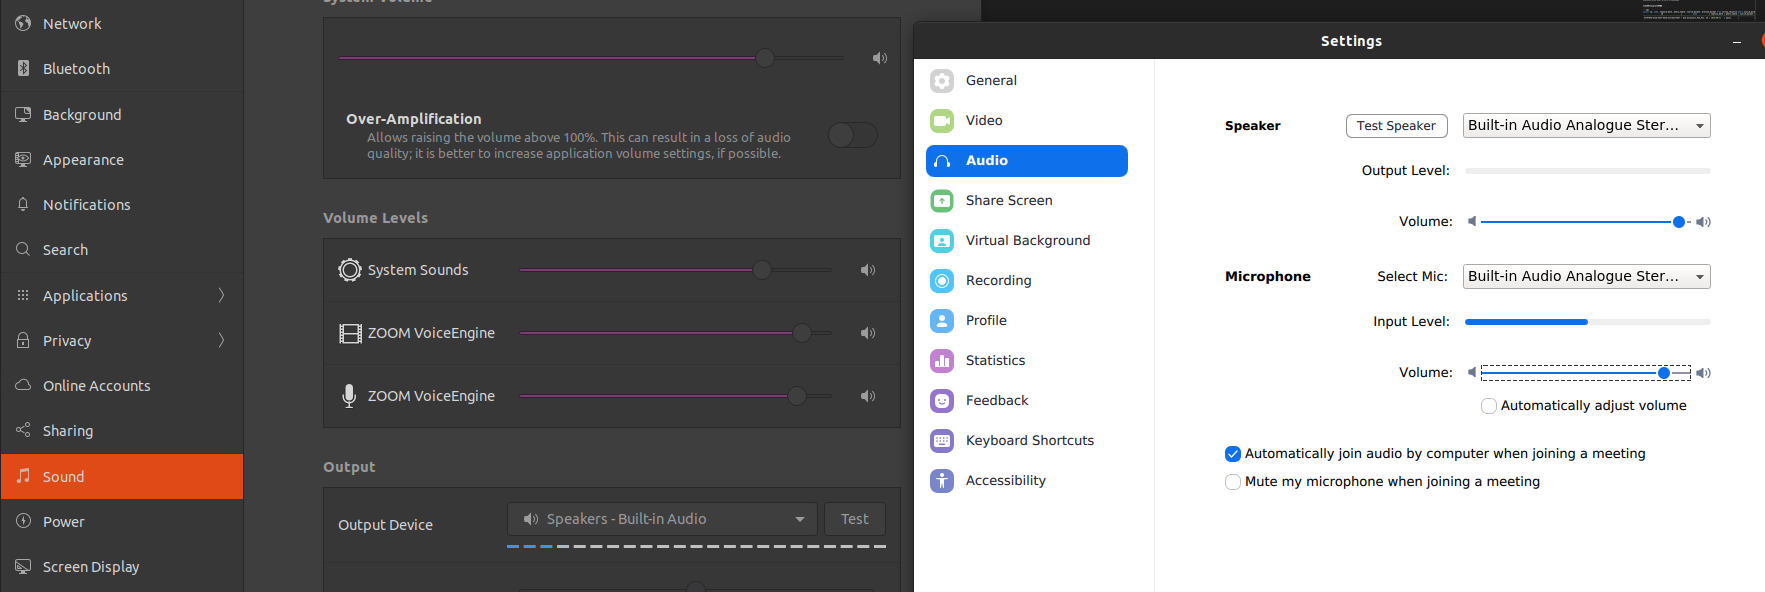 System Volume
Network
Bluetooth
Background
Appearance
Notifications
Search
Applications
Privacy
Online Accounts
Sharing
Sound
Power
Screen Display
Over-Amplification
Allows raising the volume above 100%. This can result in a loss of audio
quality; it is better to increase application volume settings, if possible.
Volume Levels
System Sounds
ZOOM VoiceEngine
ZOOM VoiceEngine
Output
Output Device
Speakers - Built-in Audio
Test
Settings
General
Video
Audio
Share Screen
Virtual Background
Recording
Profile
Statistics
Feedback
Keyboard Shortcuts
Accessibility
Speaker
Test Speaker
Built-in Audio Analogue Ster...
Output Level:
Volume:
Microphone
Select Mic:
Built-in Audio Analogue Ster...
Input Level:
Volume:
Automatically adjust volume
Automatically join audio by computer when joining a meeting
Mute my microphone when joining a meeting